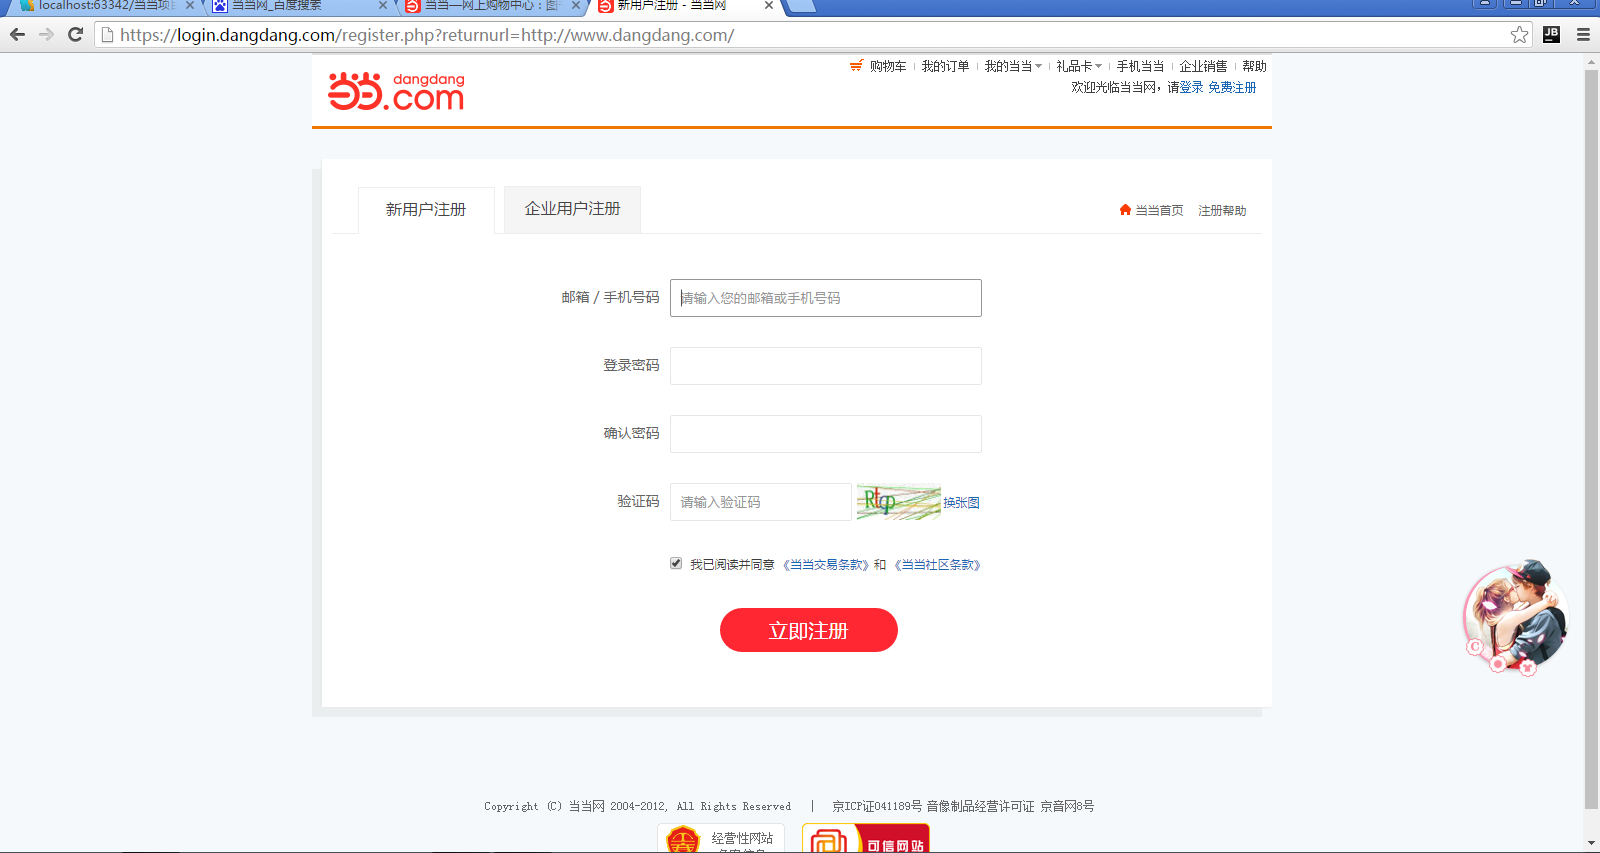 localhost:63342/当当项目
当当网_百度搜索
当当—网上购物中心：图
新用户注册 - 当当网
https://login.dangdang.com/register.php?returnurl=http://www.dangdang.com/
JB
当当.com dangdang
购物车 我的订单 我的当当 礼品卡 手机当当 企业销售 帮助
欢迎光临当当网，请登录 免费注册
新用户注册 企业用户注册 当当首页 注册帮助
邮箱 / 手机号码 请输入您的邮箱或手机号码
登录密码
确认密码
验证码 请输入验证码 Rtqp 换张图
我已阅读并同意 《当当交易条款》和 《当当社区条款》
立即注册
Copyright (C) 当当网 2004-2012, All Rights Reserved | 京ICP证041189号 音像制品经营许可证 京音网8号
经营性网站
备案信息
可信网站